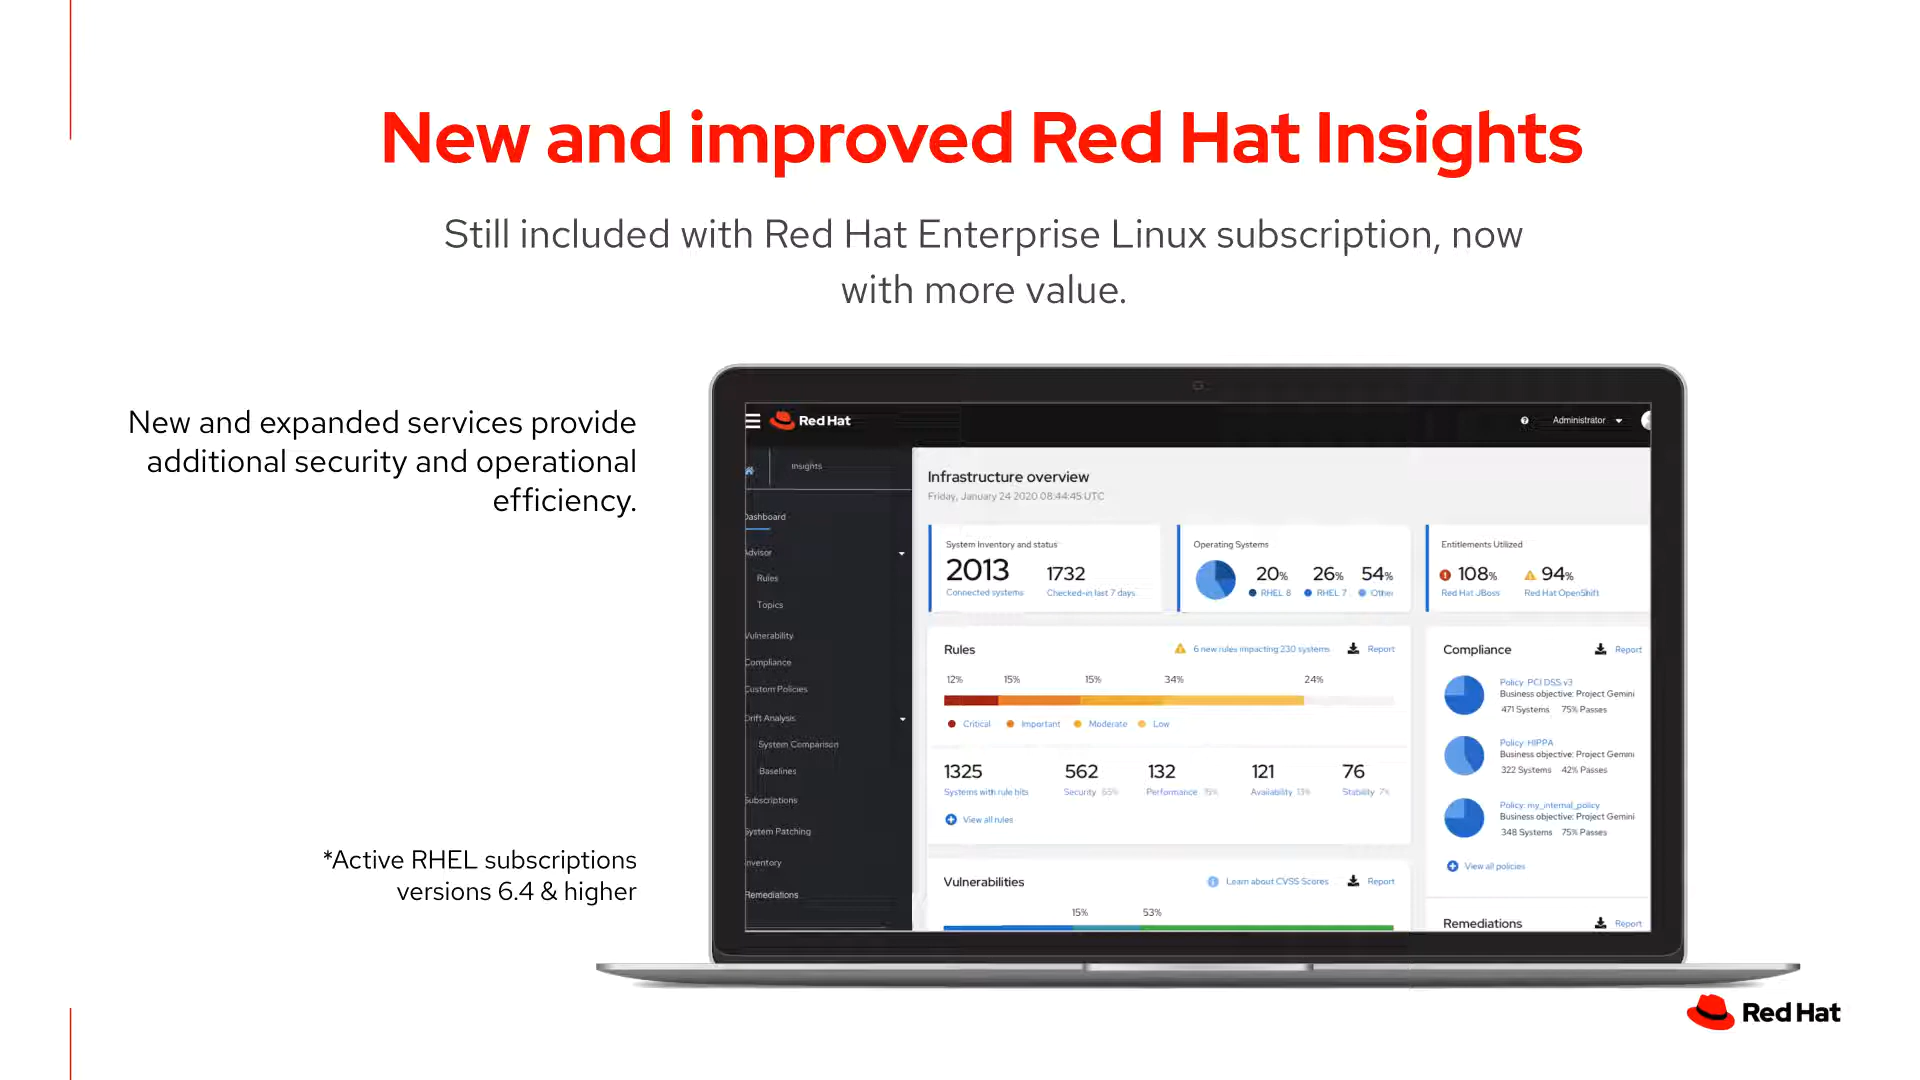 New and improved Red Hat Insights
Still included with Red Hat Enterprise Linux subscription, now
with more value.
New and expanded services provide
additional security and operational
efficiency.
*Active RHEL subscriptions
versions 6.4 & higher
Red Hat
Administrator
Insights
Dashboard
Advisor
Rules
Topics
Vulnerability
Compliance
Custom Policies
Drift Analysis
System Comparison
Baselines
Subscriptions
System Patching
Inventory
Remediations
Infrastructure overview
Friday, January 24 2020 08:44:45 UTC
System Inventory and status
2013 1732
Connected systems Checked-in last 7 days
Operating Systems
20% 26% 54%
RHEL 8 RHEL 7 Other
Entitlements Utilized
108% 94%
Red Hat JBoss Red Hat OpenShift
Rules 6 new rules impacting 230 systems Report
12% 15% 15% 34% 24%
Critical Important Moderate Low
1325 562 132 121 76
Systems with rule hits Security 65% Performance 15% Availability 13% Stability 7%
View all rules
Vulnerabilities Learn about CVSS Scores Report
15% 53%
Compliance Report
Policy: PCI DSS v3
Business objective: Project Gemini
471 Systems 75% Passes
Policy: HIPPA
Business objective: Project Gemini
322 Systems 42% Passes
Policy: my_internal_policy
Business objective: Project Gemini
348 Systems 75% Passes
View all policies
Remediations Report
Red Hat